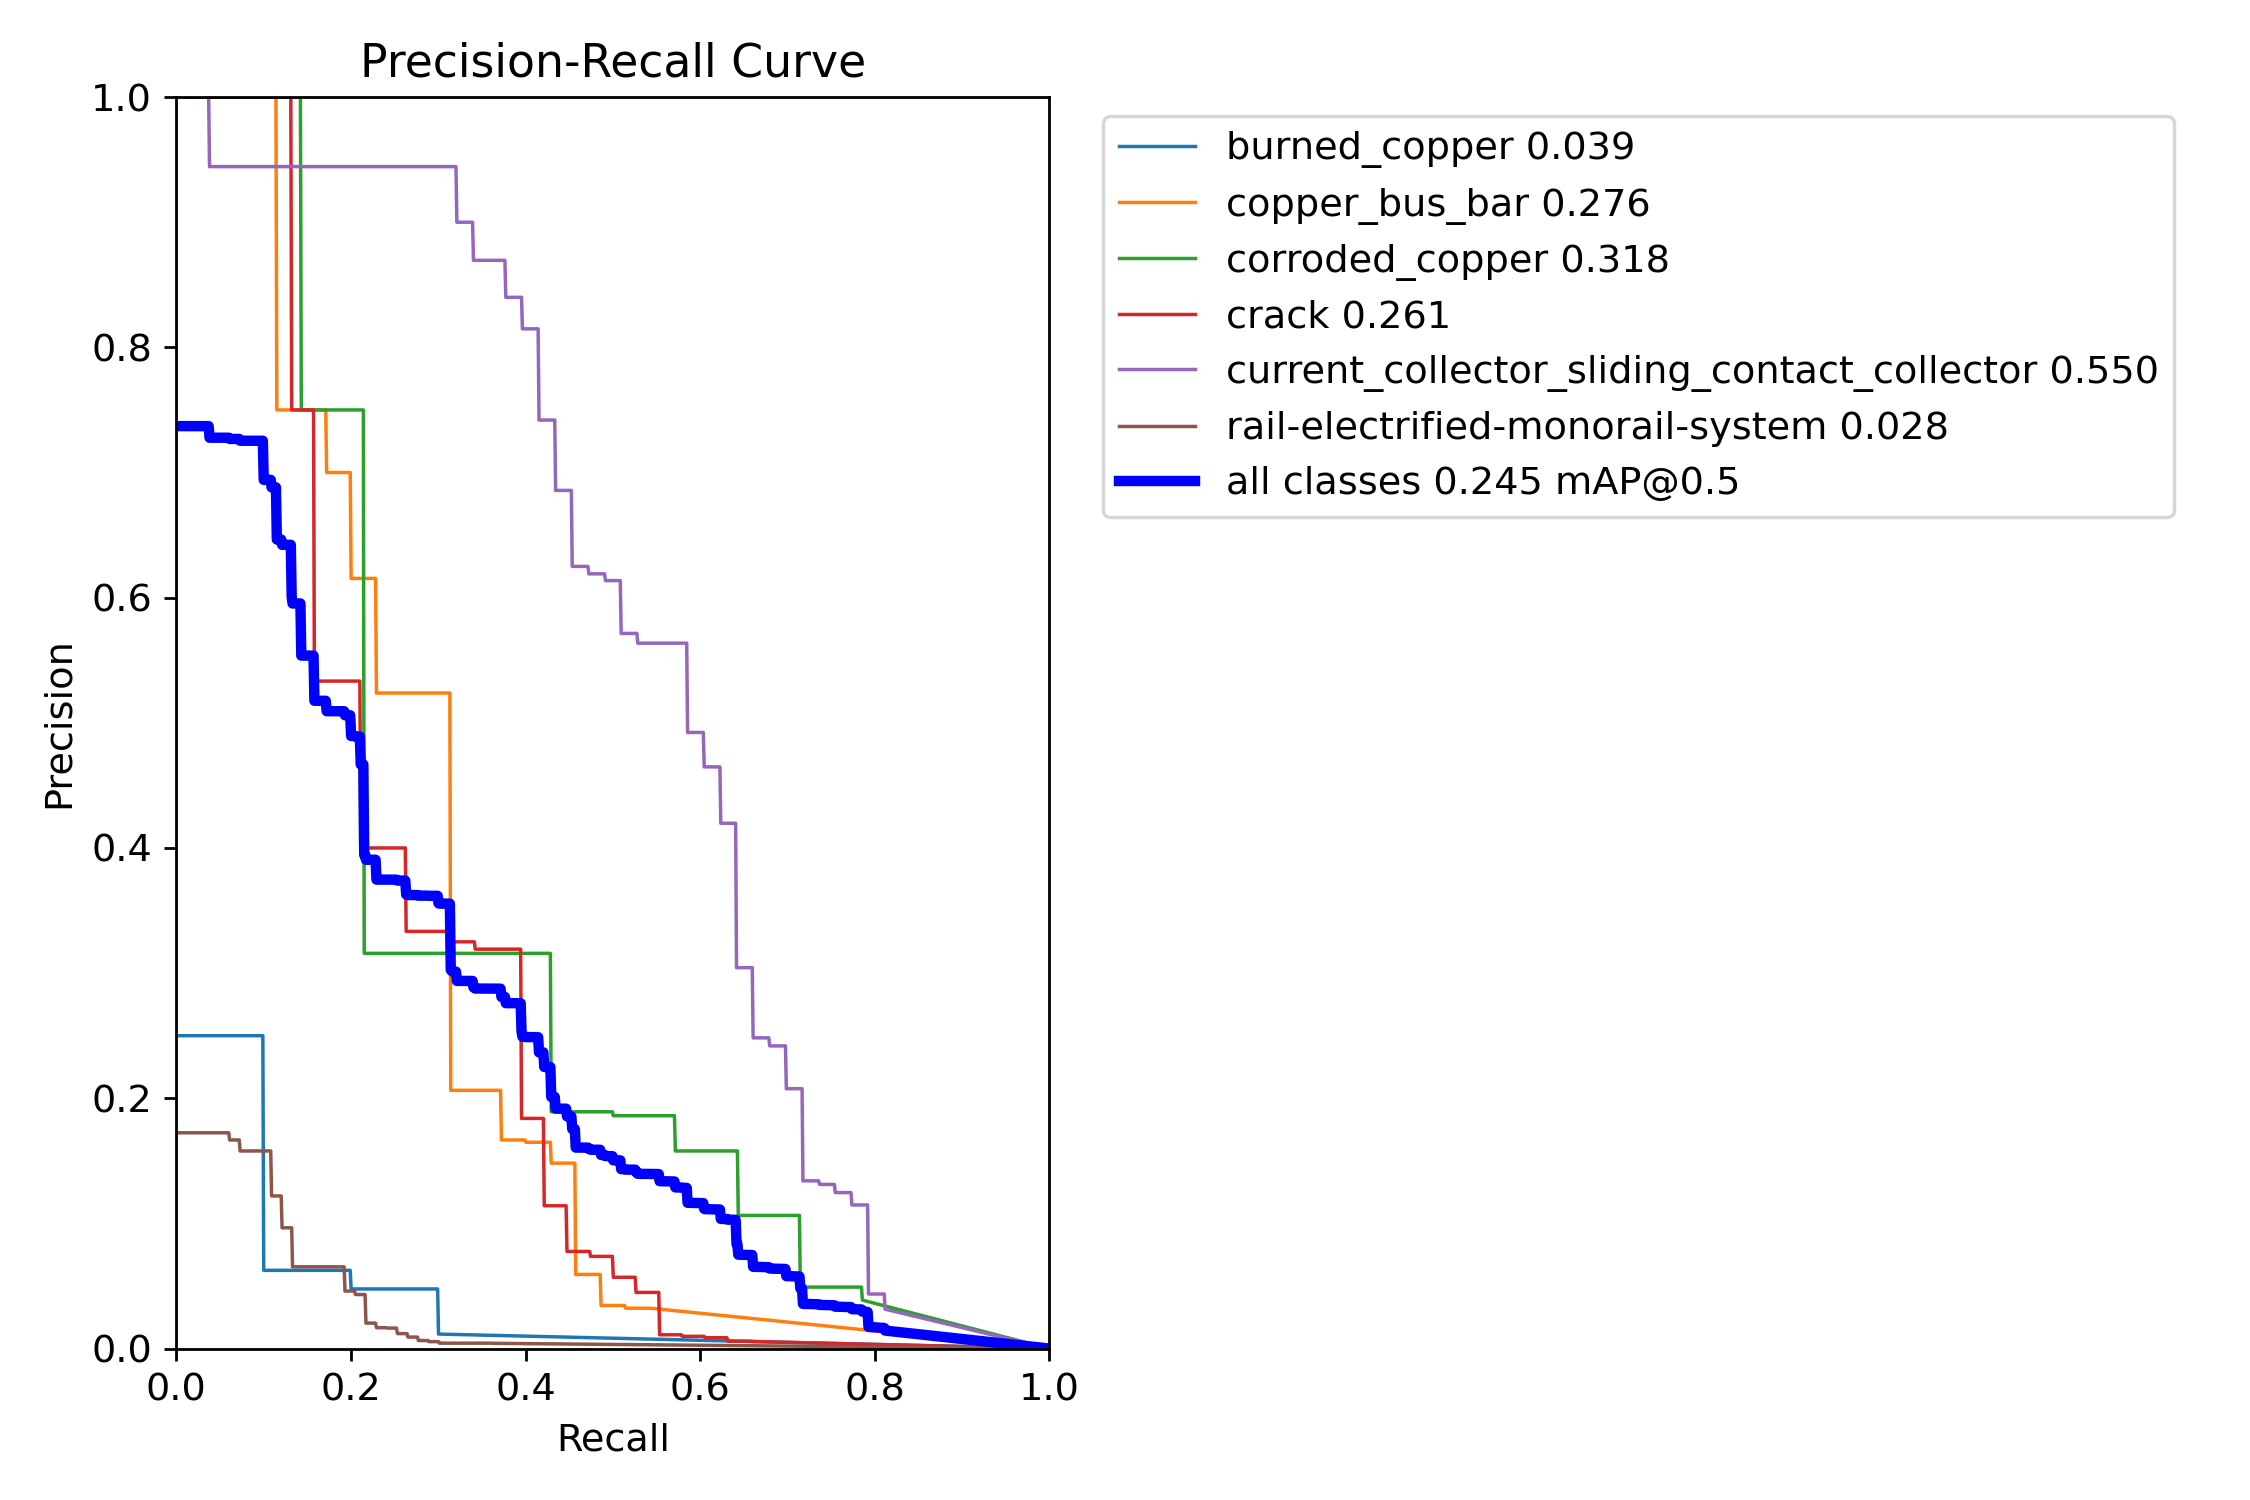 Precision-Recall Curve
1.0
0.8
0.6
0.4
0.2
0.0
Precision
0.0 0.2 0.4 0.6 0.8 1.0
Recall
burned_copper 0.039
copper_bus_bar 0.276
corroded_copper 0.318
crack 0.261
current_collector_sliding_contact_collector 0.550
rail-electrified-monorail-system 0.028
all classes 0.245 mAP@0.5